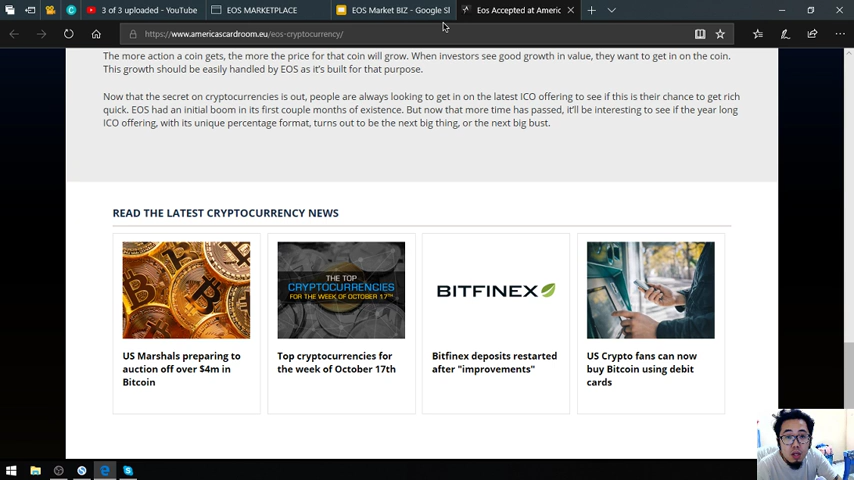 3 of 3 uploaded - YouTube
EOS MARKETPLACE
EOS Market BIZ - Google Sl
Eos Accepted at Americ
https://www.americascardroom.eu/eos-cryptocurrency/
The more action a coin gets, the more the price for that coin will grow. When investors see good growth in value, they want to get in on the coin.
This growth should be easily handled by EOS as it's built for that purpose.
Now that the secret on cryptocurrencies is out, people are always looking to get in on the latest ICO offering to see if this is their chance to get rich
quick. EOS had an initial boom in its first couple months of existence. But now that more time has passed, it'll be interesting to see if the year long
ICO offering, with its unique percentage format, turns out to be the next big thing, or the next big bust.
READ THE LATEST CRYPTOCURRENCY NEWS
THE TOP
CRYPTOCURRENCIES
FOR THE WEEK OF OCTOBER 17TH
BITFINEX
US Marshals preparing to
auction off over $4m in
Bitcoin
Top cryptocurrencies for
the week of October 17th
Bitfinex deposits restarted
after "improvements"
US Crypto fans can now
buy Bitcoin using debit
cards